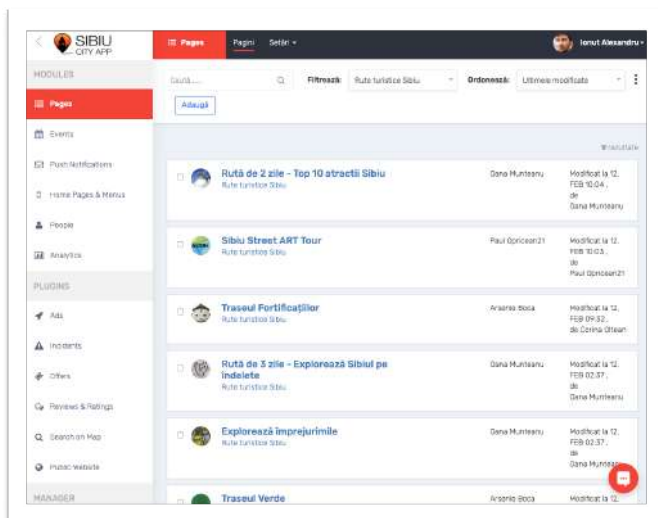 SIBIU
CITY APP
Pages
Pagini
Setări
Ionut Alexandru
MODULES
Caută.....
Filtrează:
Rute turistice Sibiu
Ordonează:
Ultimele modificate
Pages
Adaugă
Events
rezultate
Push Notifications
Rută de 2 zile - Top 10 atractii Sibiu
Rute turistice Sibiu
Oana Munteanu
Modificat la 12.
FEB 10:04 ,
de
Oana Munteanu
Home Pages & Menus
People
Sibiu Street ART Tour
Rute turistice Sibiu
Paul Opricean21
Modificat la 12.
FEB 10:03 ,
de
Paul Opricean21
Analytics
PLUGINS
Ads
Traseul Fortificațiilor
Rute turistice Sibiu
Arsenie Boca
Modificat la 12.
FEB 09:32 ,
de Corina Oltean
Incidents
Offers
Rută de 3 zile - Explorează Sibiul pe
îndelete
Rute turistice Sibiu
Oana Munteanu
Modificat la 12.
FEB 02:37 ,
de
Oana Munteanu
Reviews & Ratings
Search on Map
Explorează împrejurimile
Rute turistice Sibiu
Oana Munteanu
Modificat la 12.
FEB 02:37 ,
de
Oana Munteanu
Public Website
MANAGER
Traseul Verde
Arsenie Boca
Modificat la 12.